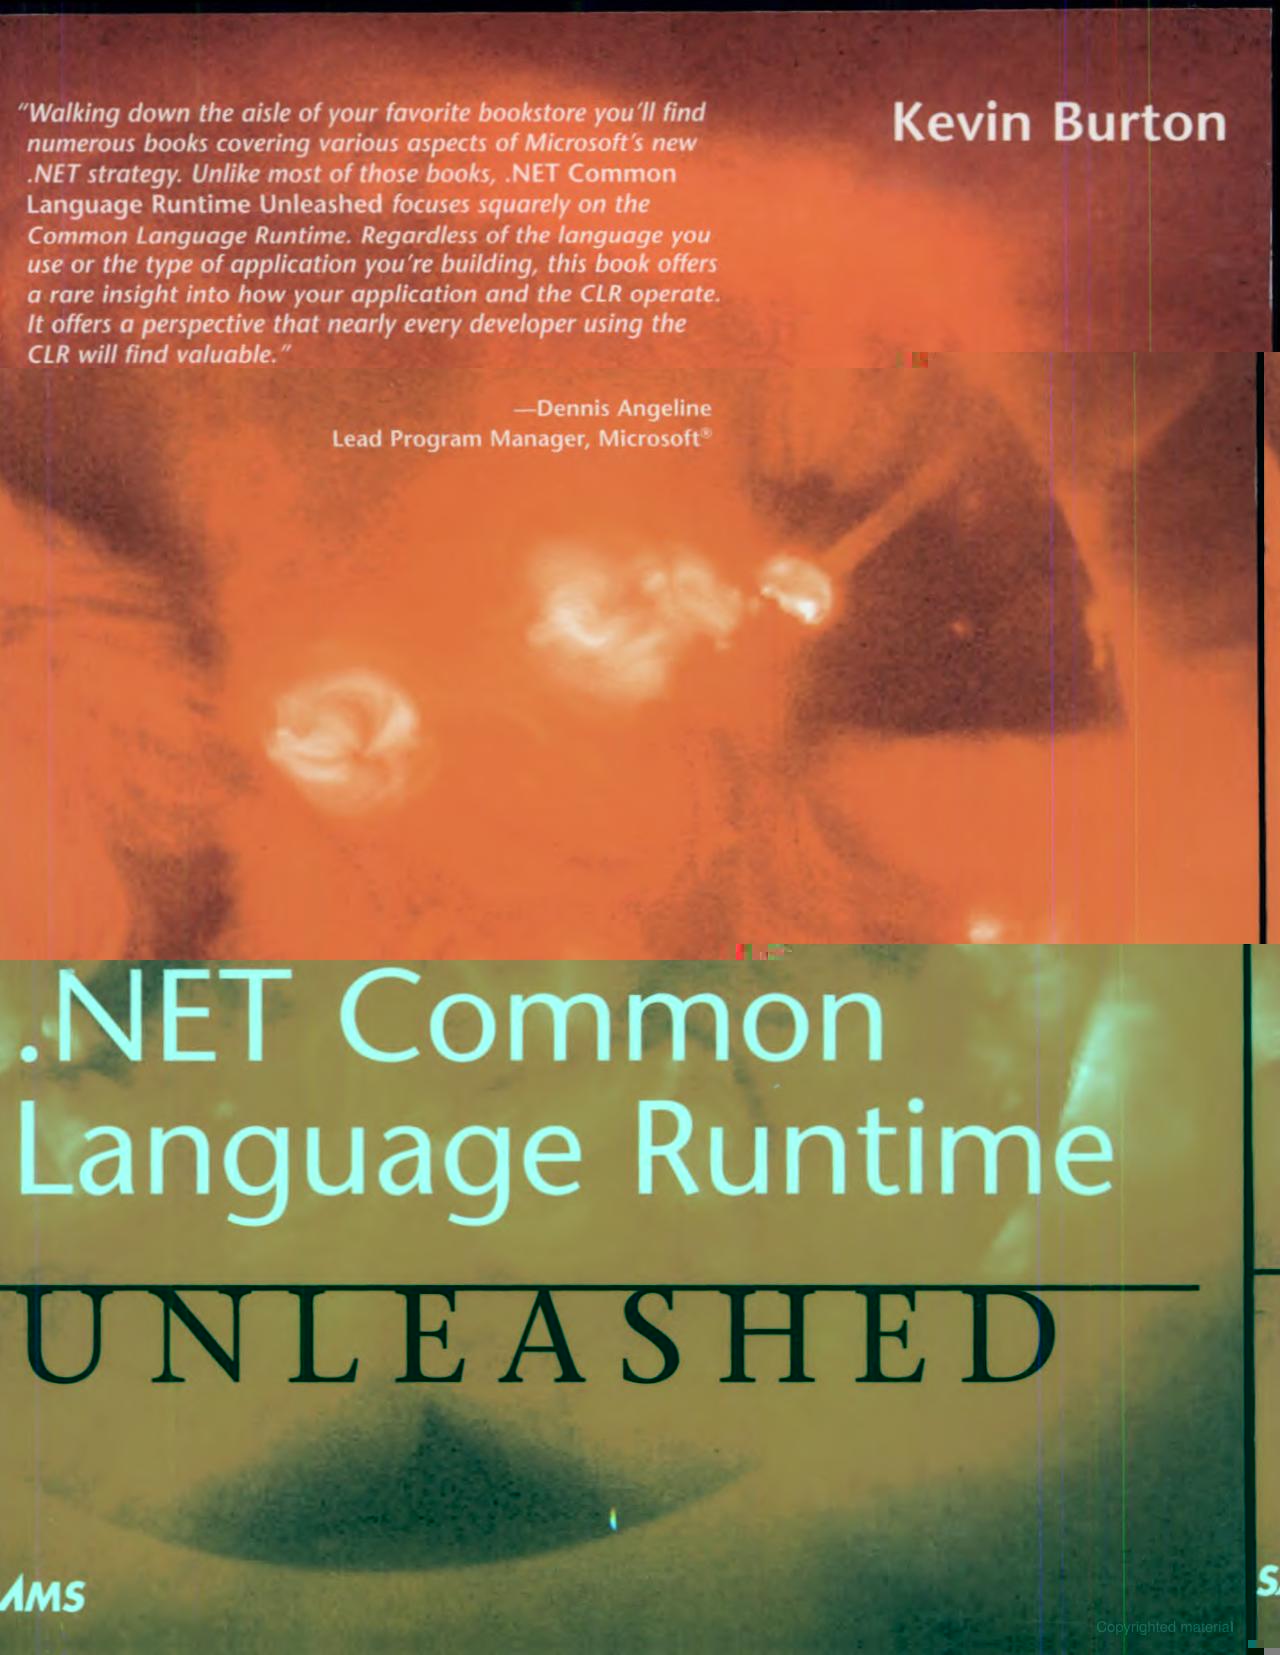 “Walking down the aisle of your favorite bookstore you’ll find
numerous books covering various aspects of Microsoft’s new
.NET strategy. Unlike most of those books, .NET Common
Language Runtime Unleashed focuses squarely on the
Common Language Runtime. Regardless of the language you
use or the type of application you’re building, this book offers
a rare insight into how your application and the CLR operate.
It offers a perspective that nearly every developer using the
CLR will find valuable.”
—Dennis Angeline
Lead Program Manager, Microsoft®
Kevin Burton
.NET Common
Language Runtime
UNLEASHED
AMS
S
Copyrighted material